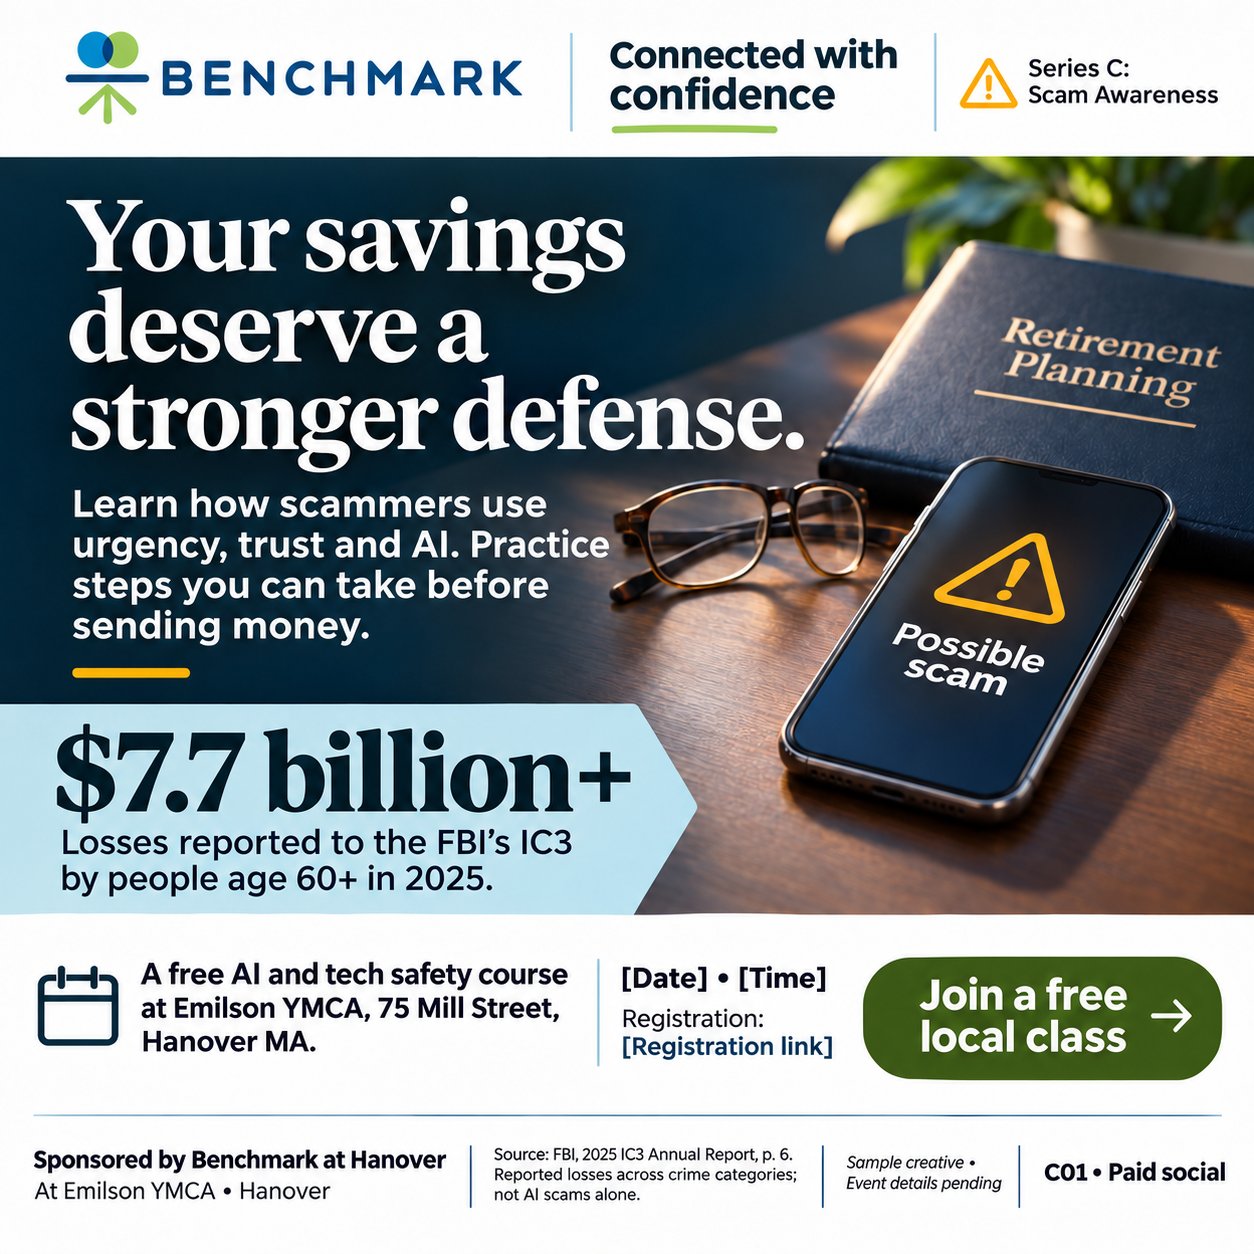 BENCHMARK
Connected with
confidence
Series C:
Scam Awareness
Your savings
deserve a
stronger defense.
Learn how scammers use
urgency, trust and AI. Practice
steps you can take before
sending money.
Retirement
Planning
Possible
scam
$7.7 billion+
Losses reported to the FBI’s IC3
by people age 60+ in 2025.
A free AI and tech safety course
at Emilson YMCA, 75 Mill Street,
Hanover MA.
[Date] • [Time]
Registration:
[Registration link]
Join a free
local class →
Sponsored by Benchmark at Hanover
At Emilson YMCA • Hanover
Source: FBI, 2025 IC3 Annual Report, p. 6.
Reported losses across crime categories;
not AI scams alone.
Sample creative •
Event details pending
C01 • Paid social